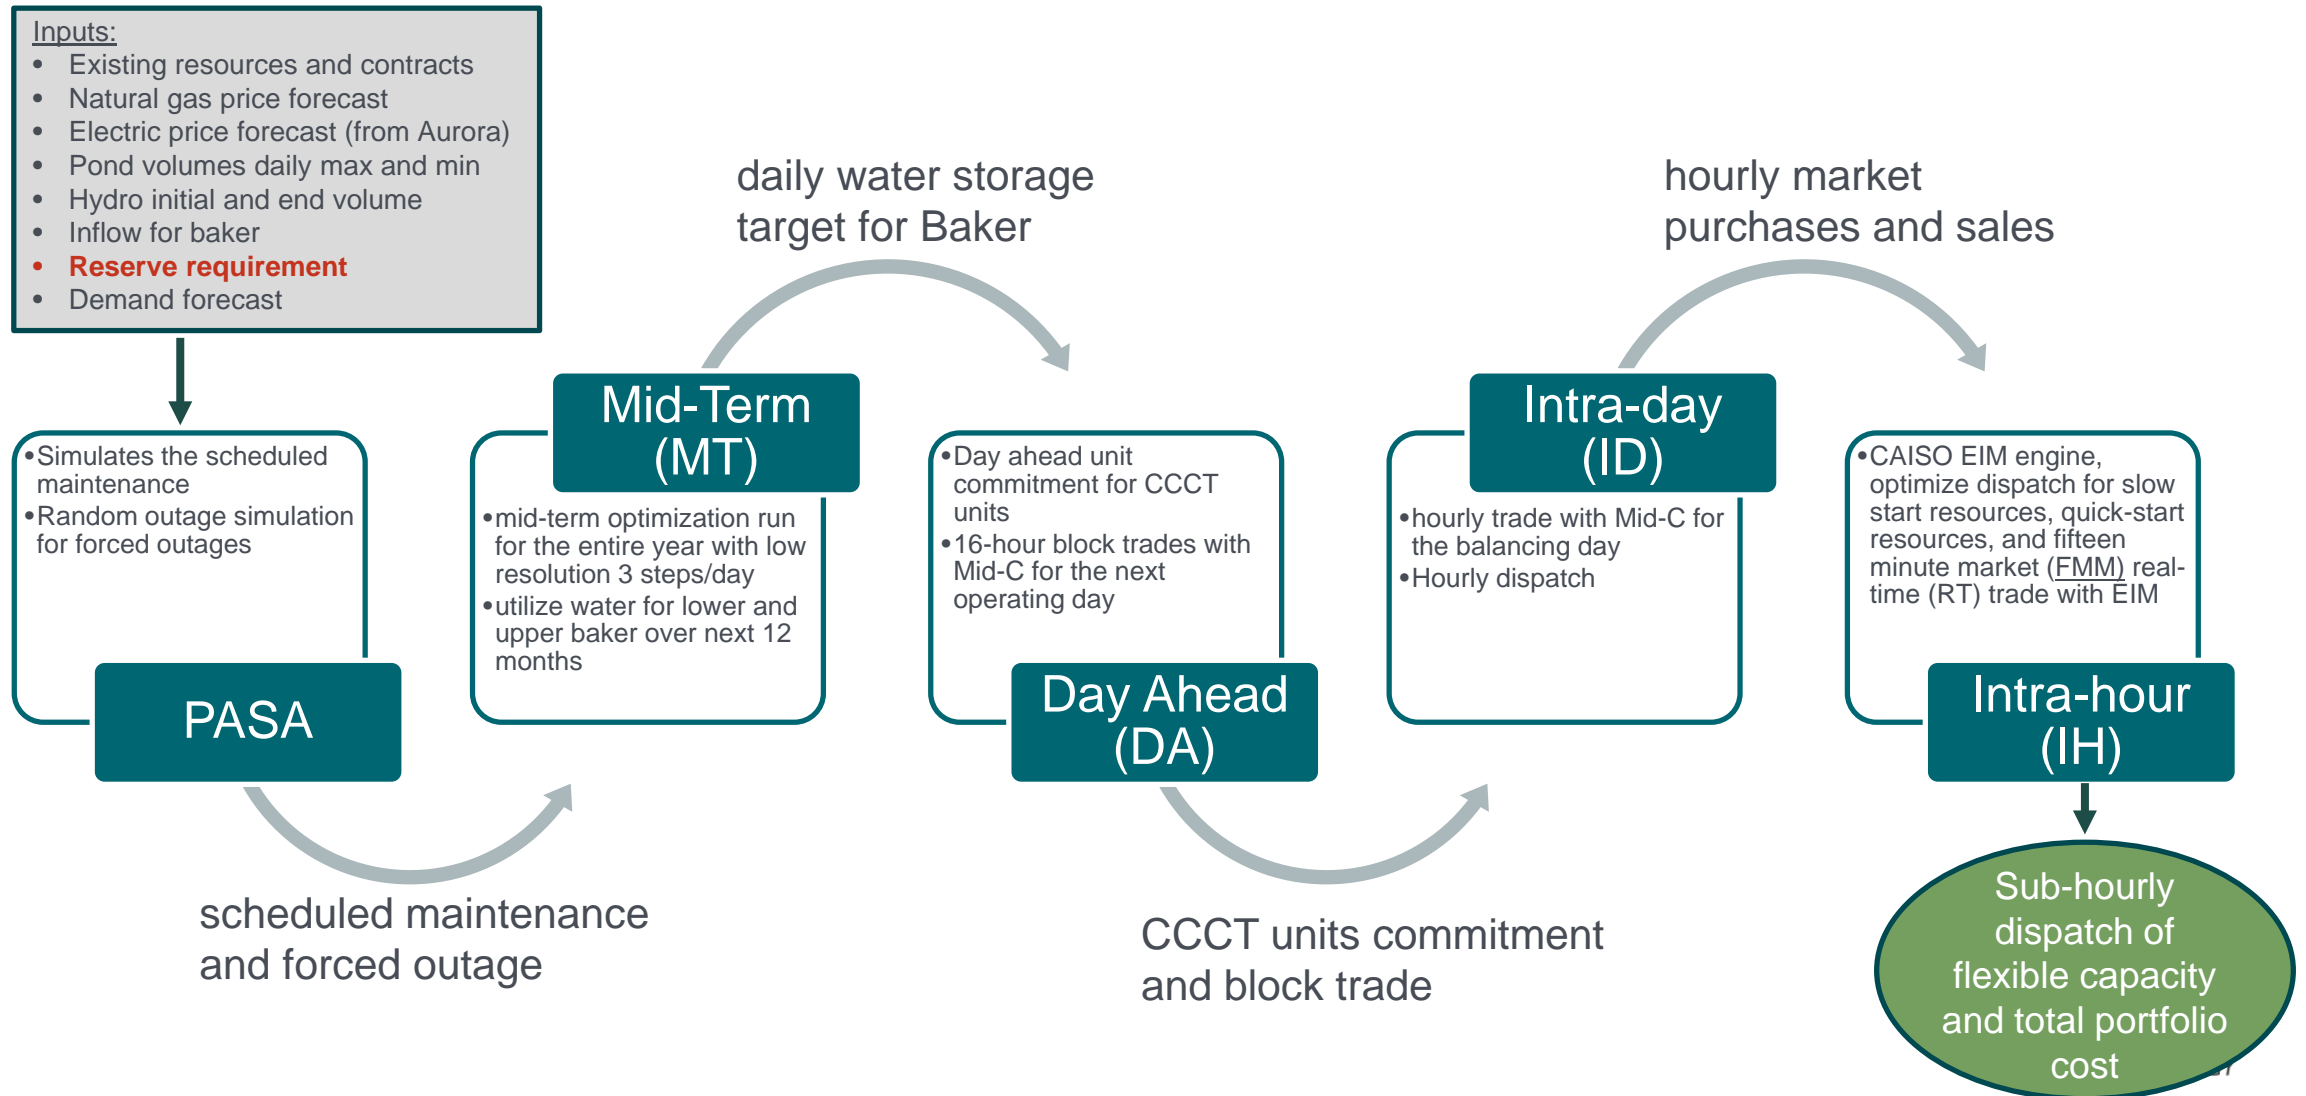 Inputs:
• Existing resources and contracts
• Natural gas price forecast
• Electric price forecast (from Aurora)
• Pond volumes daily max and min
• Hydro initial and end volume
• Inflow for baker
• Reserve requirement
• Demand forecast
•Simulates the scheduled
maintenance
•Random outage simulation
for forced outages
PASA
scheduled maintenance
and forced outage
Mid-Term
(MT)
•mid-term optimization run
for the entire year with low
resolution 3 steps/day
•utilize water for lower and
upper baker over next 12
months
daily water storage
target for Baker
•Day ahead unit
commitment for CCCT
units
•16-hour block trades with
Mid-C for the next
operating day
Day Ahead
(DA)
CCCT units commitment
and block trade
Intra-day
(ID)
•hourly trade with Mid-C for
the balancing day
•Hourly dispatch
hourly market
purchases and sales
•CAISO EIM engine,
optimize dispatch for slow
start resources, quick-start
resources, and fifteen
minute market (FMM) real-
time (RT) trade with EIM
Intra-hour
(IH)
Sub-hourly
dispatch of
flexible capacity
and total portfolio
cost